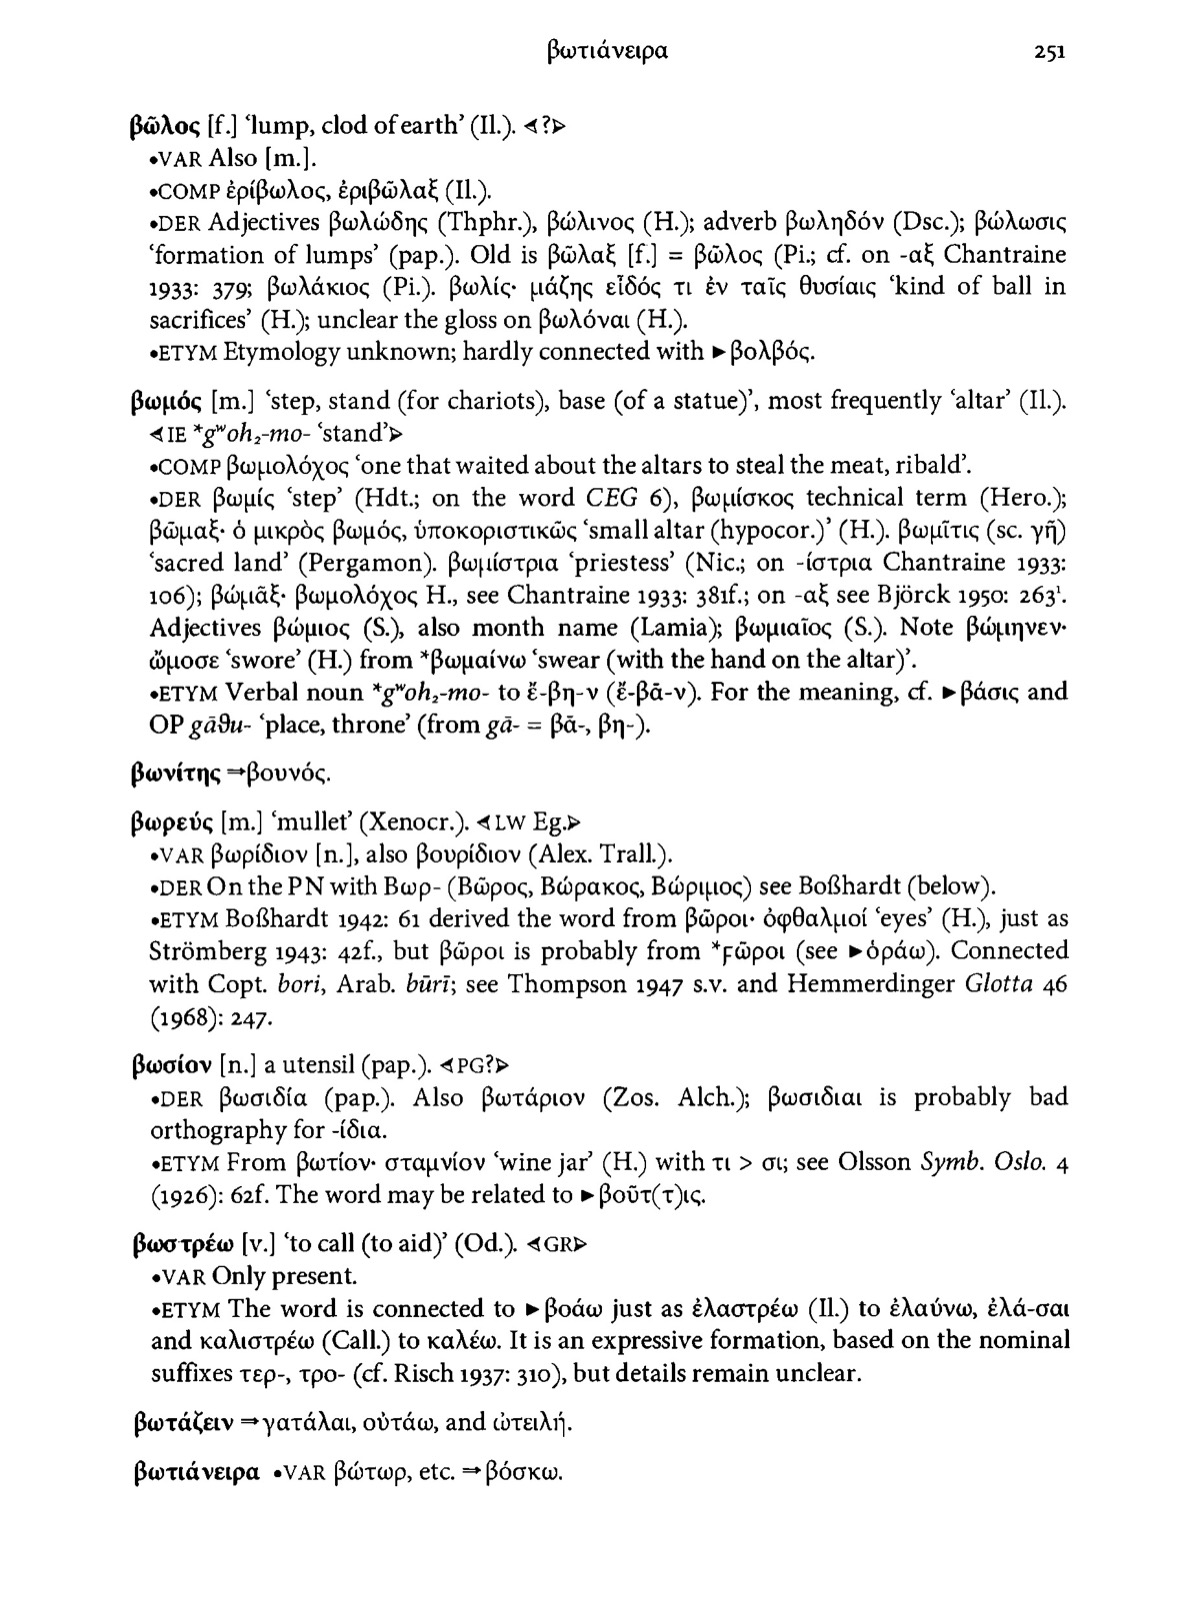 βωτιάνειρα 251
βῶλος [f.] ‘lump, clod of earth’ (Il.). ⊲?⊳
•VAR Also [m.].
•COMP ἐρίβωλος, ἐριβῶλαξ (Il.).
•DER Adjectives βωλώδης (Thphr.), βώλινος (H.); adverb βωληδόν (Dsc.); βώλωσις
‘formation of lumps’ (pap.). Old is βῶλαξ [f.] = βῶλος (Pi.; cf. on -αξ Chantraine
1933: 379; βωλάκιος (Pi.). βωλίς· μάζης εἶδός τι ἐν ταῖς θυσίαις ‘kind of ball in
sacrifices’ (H.); unclear the gloss on βωλόναι (H.).
•ETYM Etymology unknown; hardly connected with ►βολβός.
βωμός [m.] ‘step, stand (for chariots), base (of a statue)’, most frequently ‘altar’ (Il.).
⊲IE *gʷoh₂-mo- ‘stand’⊳
•COMP βωμολόχος ‘one that waited about the altars to steal the meat, ribald’.
•DER βωμίς ‘step’ (Hdt.; on the word CEG 6), βωμίσκος technical term (Hero.);
βῶμαξ· ὁ μικρὸς βωμός, ὑποκοριστικῶς ‘small altar (hypocor.)’ (H.). βωμῖτις (sc. γῆ)
‘sacred land’ (Pergamon). βωμίστρια ‘priestess’ (Nic.; on -ίστρια Chantraine 1933:
106); βώμιᾶξ· βωμολόχος H., see Chantraine 1933: 381f.; on -αξ see Björck 1950: 263¹.
Adjectives βώμιος (S.), also month name (Lamia); βωμιαῖος (S.). Note βώμηνεν·
ὤμοσε ‘swore’ (H.) from *βωμαίνω ‘swear (with the hand on the altar)’.
•ETYM Verbal noun *gʷoh₂-mo- to ἔ-βη-ν (ἔ-βᾱ-ν). For the meaning, cf. ►βάσις and
OP gāϑu- ‘place, throne’ (from gā- = βᾱ-, βη-).
βωνίτης ⇒βουνός.
βωρεύς [m.] ‘mullet’ (Xenocr.). ⊲LW Eg.⊳
•VAR βωρίδιον [n.], also βουρίδιον (Alex. Trall.).
•DER On the PN with Βωρ- (Βῶρος, Βώρακος, Βώριμος) see Boßhardt (below).
•ETYM Boßhardt 1942: 61 derived the word from βῶροι· ὀφθαλμοί ‘eyes’ (H.), just as
Strömberg 1943: 42f., but βῶροι is probably from *ϝῶροι (see ►ὁράω). Connected
with Copt. bori, Arab. būrī; see Thompson 1947 s.v. and Hemmerdinger Glotta 46
(1968): 247.
βωσίον [n.] a utensil (pap.). ⊲PG?⊳
•DER βωσιδία (pap.). Also βωτάριον (Zos. Alch.); βωσιδιαι is probably bad
orthography for -ίδια.
•ETYM From βωτίον· σταμνίον ‘wine jar’ (H.) with τι > σι; see Olsson Symb. Oslo. 4
(1926): 62f. The word may be related to ►βοῦτ(τ)ις.
βωστρέω [v.] ‘to call (to aid)’ (Od.). ⊲GR⊳
•VAR Only present.
•ETYM The word is connected to ►βοάω just as ἐλαστρέω (Il.) to ἐλαύνω, ἐλά-σαι
and καλιστρέω (Call.) to καλέω. It is an expressive formation, based on the nominal
suffixes τερ-, τρο- (cf. Risch 1937: 310), but details remain unclear.
βωτάζειν ⇒γατάλαι, οὐτάω, and ὠτειλή.
βωτιάνειρα •VAR βώτωρ, etc. ⇒βόσκω.